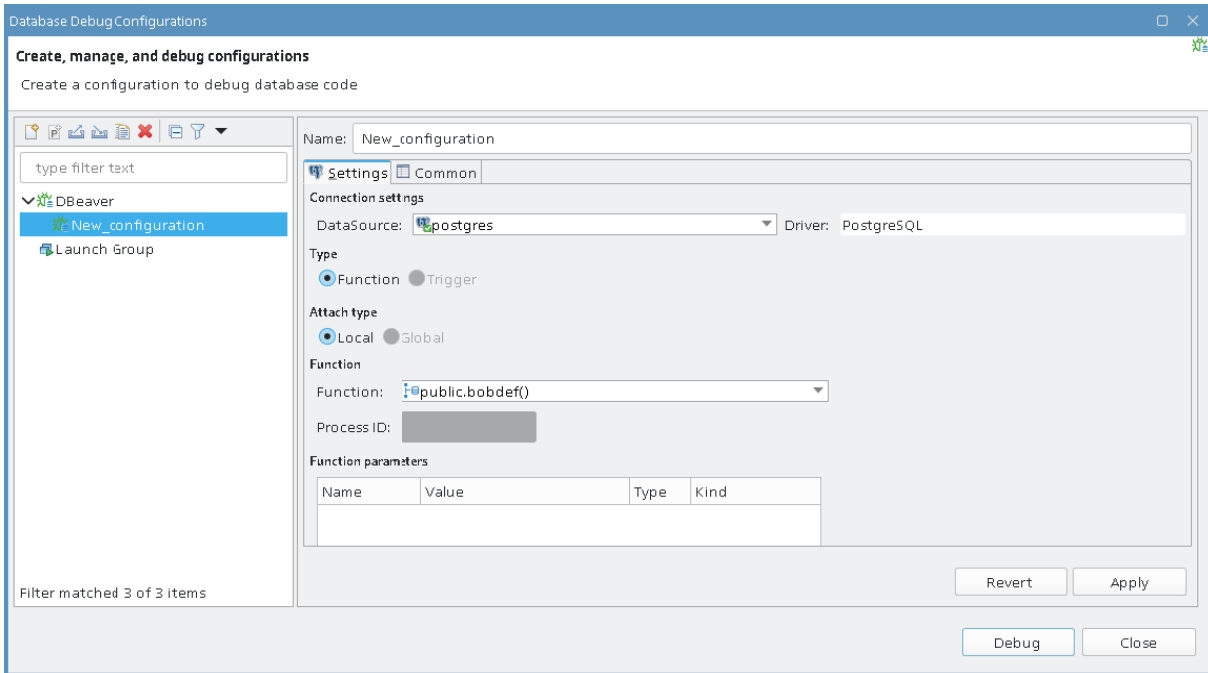 Database Debug Configurations
Create, manage, and debug configurations
Create a configuration to debug database code
type filter text
DBeaver
New_configuration
Launch Group
Filter matched 3 of 3 items
Name: New_configuration
Settings Common
Connection settings
DataSource: postgres Driver: PostgreSQL
Type
Function Trigger
Attach type
Local Global
Function
Function: public.bobdef()
Process ID:
Function parameters
Name Value Type Kind
Revert Apply
Debug Close